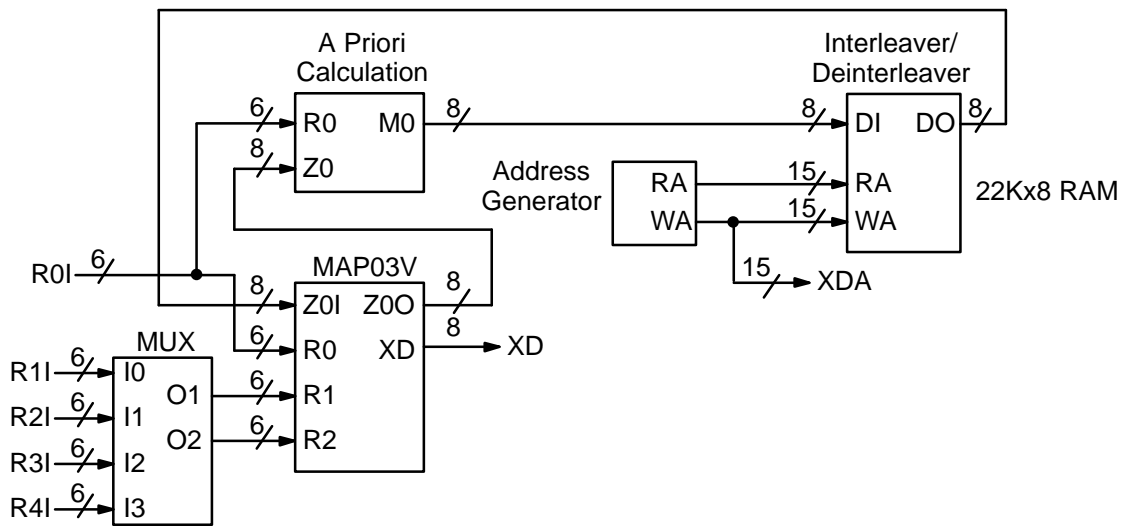 A Priori
Calculation
Interleaver/
Deinterleaver
6
R0
M0
8
8
DI
DO
8
8
Z0
Address
Generator
RA
15
RA
22Kx8 RAM
WA
15
WA
R0I
6
MAP03V
15
XDA
8
Z0I
Z0O
8
MUX
6
R0
XD
8
XD
R1I
6
I0
O1
6
R1
R2I
6
I1
O2
6
R2
R3I
6
I2
R4I
6
I3